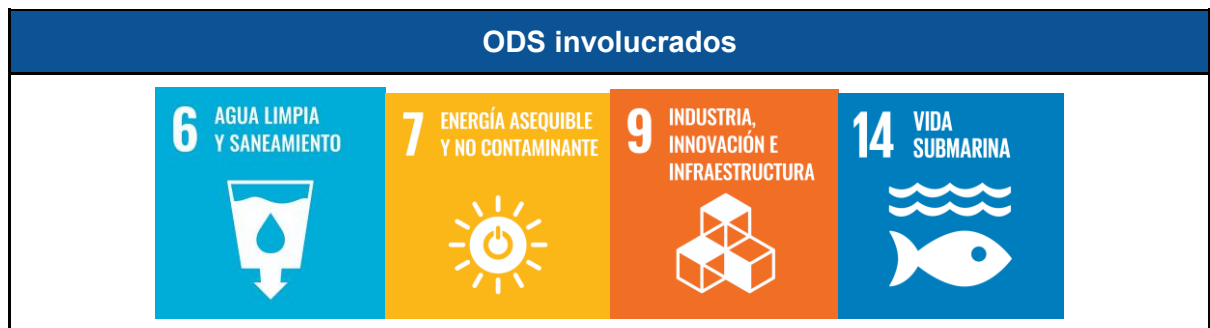 ODS involucrados
6 AGUA LIMPIA
Y SANEAMIENTO
7 ENERGÍA ASEQUIBLE
Y NO CONTAMINANTE
9 INDUSTRIA,
INNOVACIÓN E
INFRAESTRUCTURA
14 VIDA
SUBMARINA